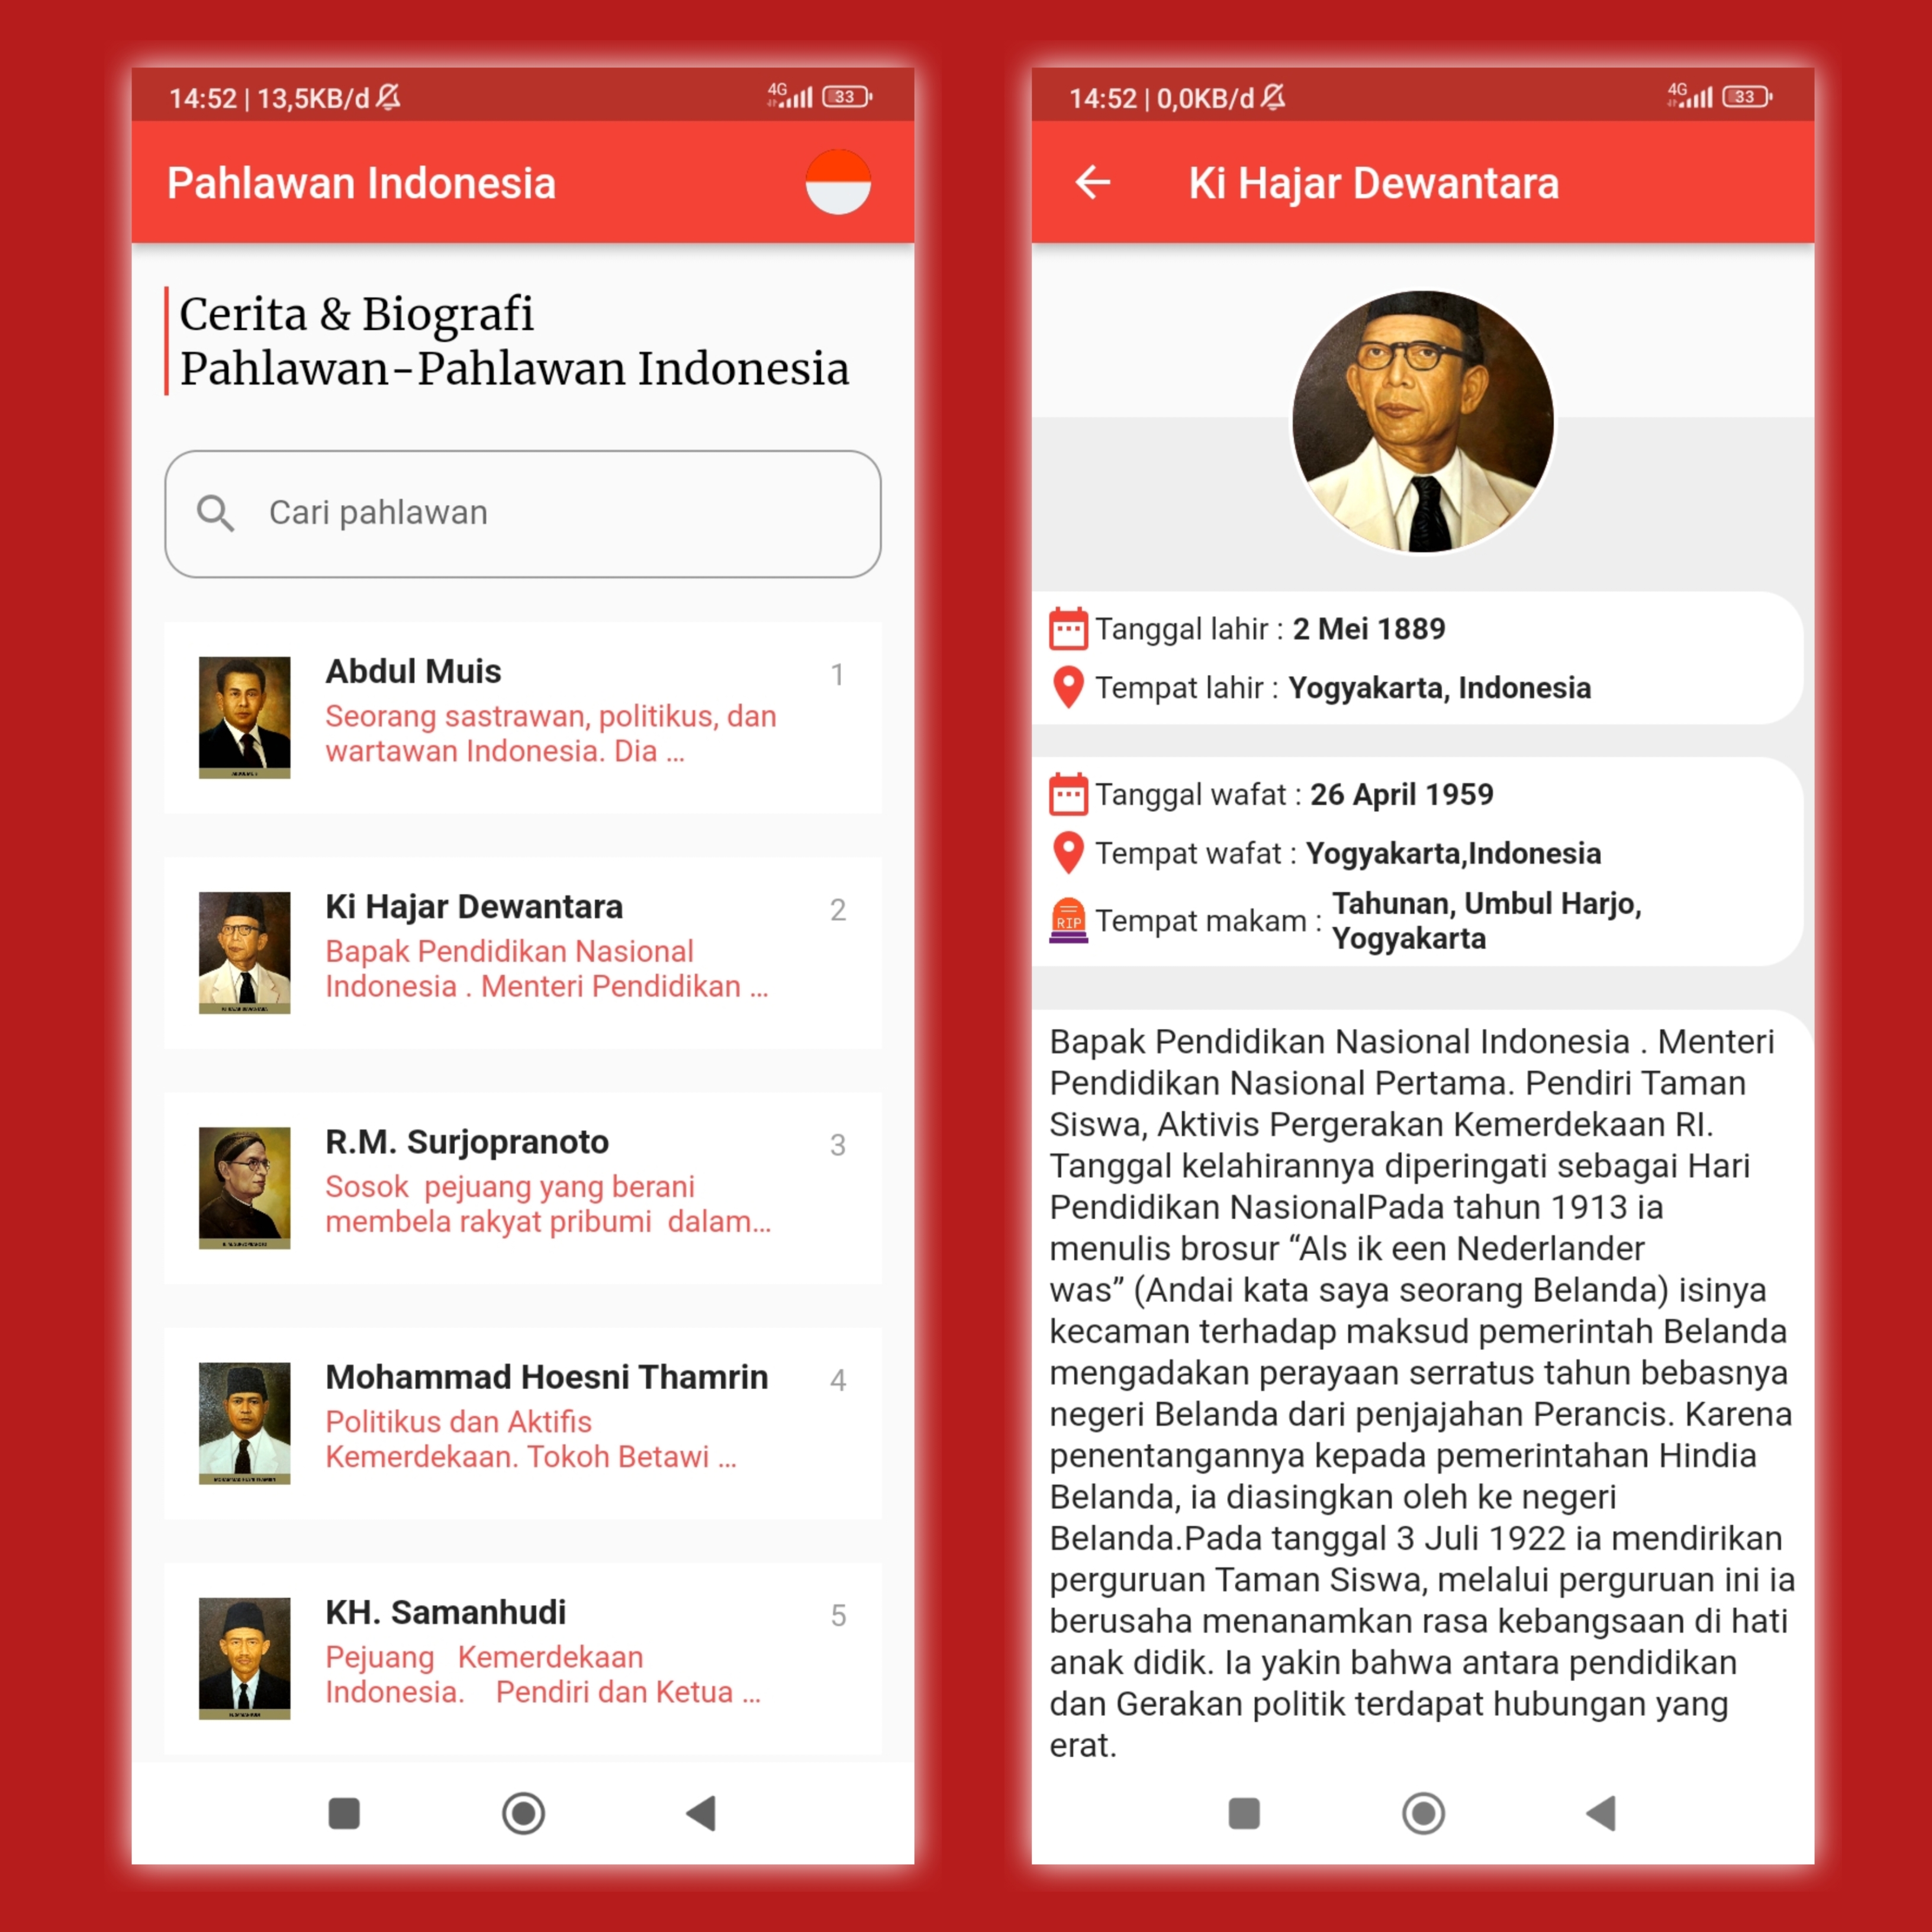 14:52 | 13,5KB/d
4G
33
Pahlawan Indonesia
Cerita & Biografi
Pahlawan-Pahlawan Indonesia
Cari pahlawan
Abdul Muis
1
Seorang sastrawan, politikus, dan
wartawan Indonesia. Dia ...
Ki Hajar Dewantara
2
Bapak Pendidikan Nasional
Indonesia . Menteri Pendidikan ...
R.M. Surjopranoto
3
Sosok  pejuang yang berani
membela rakyat pribumi  dalam...
Mohammad Hoesni Thamrin
4
Politikus dan Aktifis
Kemerdekaan. Tokoh Betawi ...
KH. Samanhudi
5
Pejuang   Kemerdekaan
Indonesia.    Pendiri dan Ketua ...
14:52 | 0,0KB/d
4G
33
Ki Hajar Dewantara
Tanggal lahir : 2 Mei 1889
Tempat lahir : Yogyakarta, Indonesia
Tanggal wafat : 26 April 1959
Tempat wafat : Yogyakarta,Indonesia
RIP
Tempat makam : Tahunan, Umbul Harjo,
Yogyakarta
Bapak Pendidikan Nasional Indonesia . Menteri
Pendidikan Nasional Pertama. Pendiri Taman
Siswa, Aktivis Pergerakan Kemerdekaan RI.
Tanggal kelahirannya diperingati sebagai Hari
Pendidikan NasionalPada tahun 1913 ia
menulis brosur “Als ik een Nederlander
was” (Andai kata saya seorang Belanda) isinya
kecaman terhadap maksud pemerintah Belanda
mengadakan perayaan serratus tahun bebasnya
negeri Belanda dari penjajahan Perancis. Karena
penentangannya kepada pemerintahan Hindia
Belanda, ia diasingkan oleh ke negeri
Belanda.Pada tanggal 3 Juli 1922 ia mendirikan
perguruan Taman Siswa, melalui perguruan ini ia
berusaha menanamkan rasa kebangsaan di hati
anak didik. Ia yakin bahwa antara pendidikan
dan Gerakan politik terdapat hubungan yang
erat.